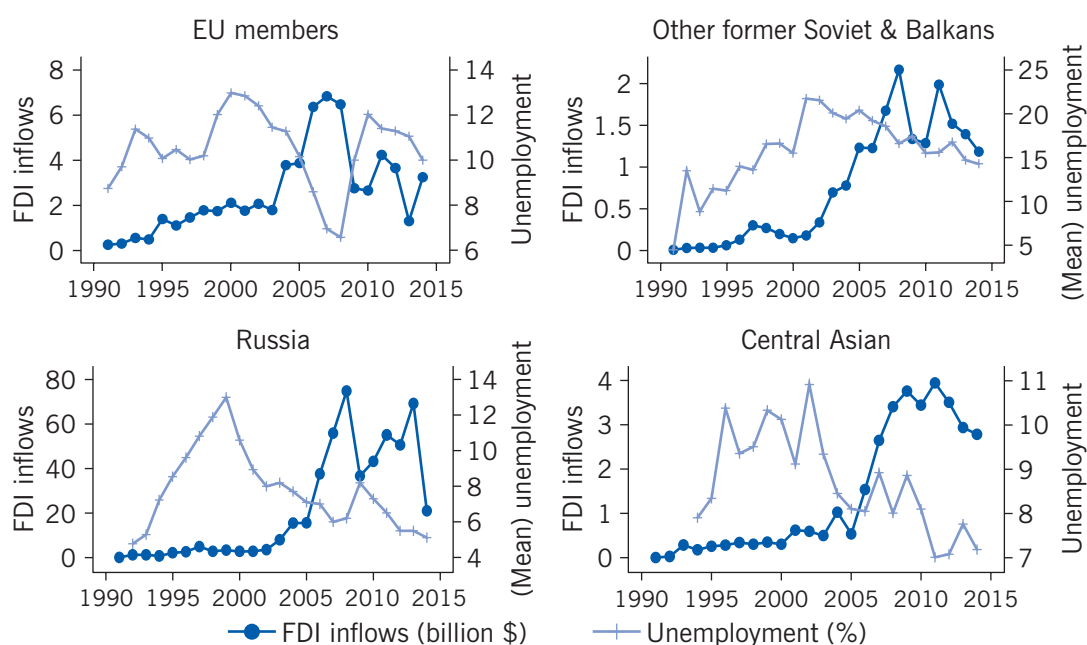 EU members
FDI inflows
8
6
4
2
0
14
12
10
8
6
Unemployment
1990 1995 2000 2005 2010 2015
Other former Soviet & Balkans
FDI inflows
2
1.5
1
0.5
0
25
20
15
10
5
(Mean) unemployment
1990 1995 2000 2005 2010 2015
Russia
FDI inflows
80
60
40
20
0
14
12
10
8
6
4
(Mean) unemployment
1990 1995 2000 2005 2010 2015
Central Asian
FDI inflows
4
3
2
1
0
11
10
9
8
7
Unemployment
1990 1995 2000 2005 2010 2015
FDI inflows (billion $) Unemployment (%)